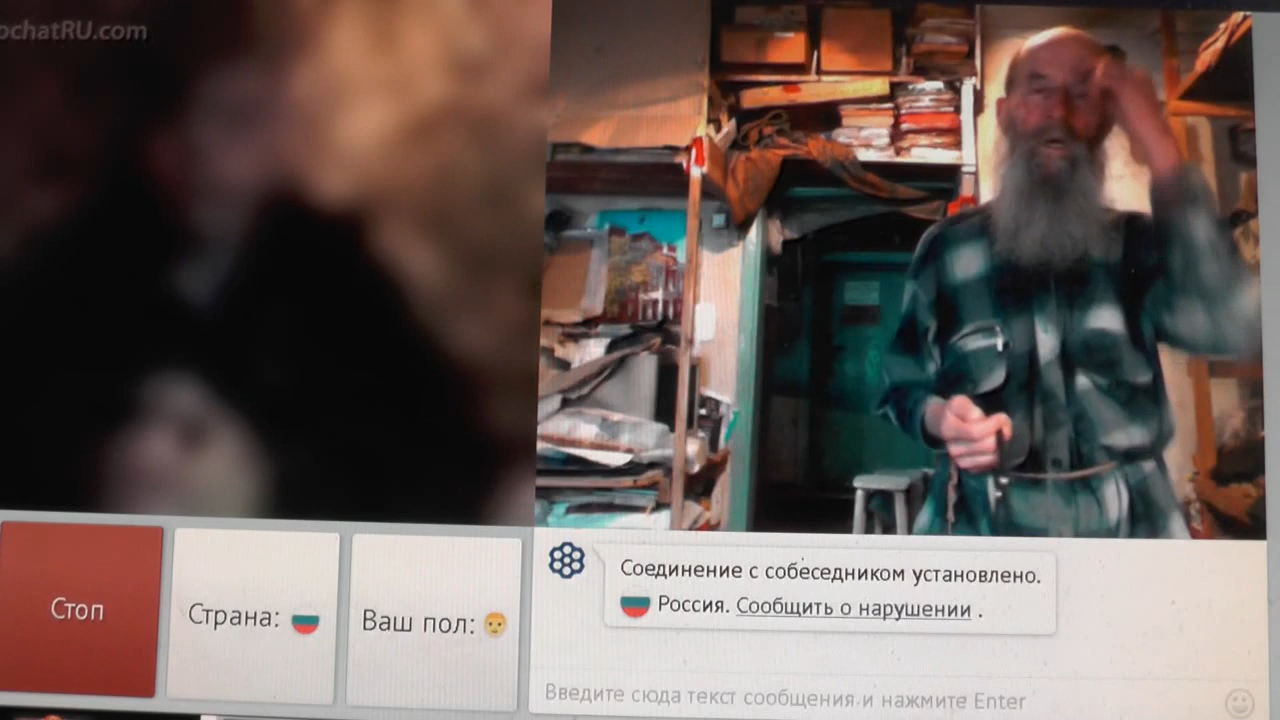 ochatRU.com
Стоп
Страна:
Ваш пол:
Соединение с собеседником установлено.
Россия. Сообщить о нарушении .
Введите сюда текст сообщения и нажмите Enter